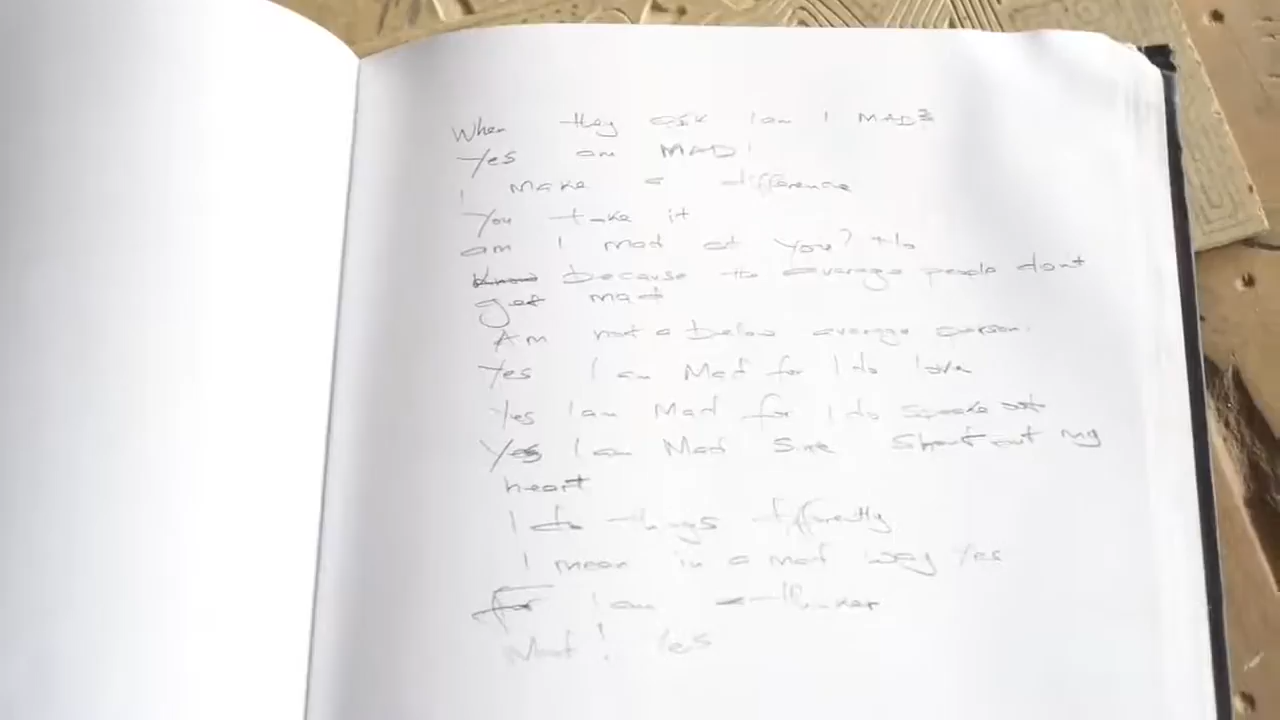 When they ask I am I MAD?
Yes am MAD!
I make a difference
You take it
am I mad at you? No
Know because the average people dont
get mad
Am not a below average person.
Yes I am Mad for I do love
Yes I am Mad for I do speak out
Yes I am Mad Sine Shout out my
heart
I do things differently
I mean in a mad way Yes
for I am a thinker
Mad! Yes